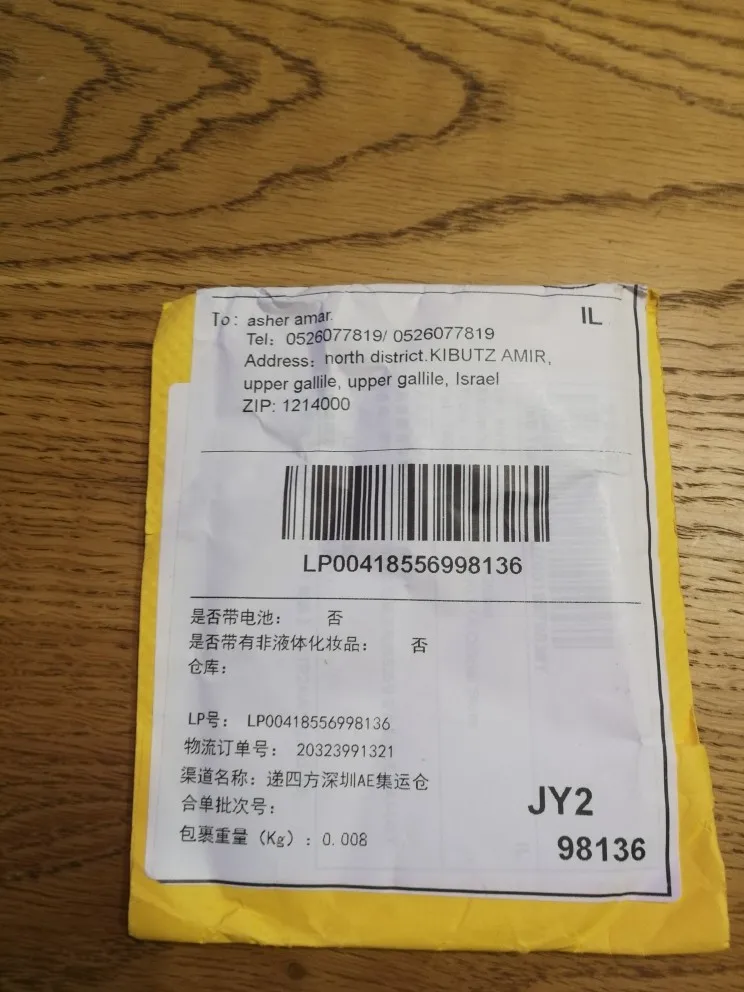 To: asher amar.
IL
Tel: 0526077819/ 0526077819
Address: north district.KIBUTZ AMIR,
upper gallile, upper gallile, Israel
ZIP: 1214000
LP00418556998136
是否带电池: 否
是否带有非液体化妆品: 否
仓库:
LP号: LP00418556998136
物流订单号: 20323991321
渠道名称: 递四方深圳AE集运仓
合单批次号:
包裹重量 (Kg) : 0.008
JY2
98136